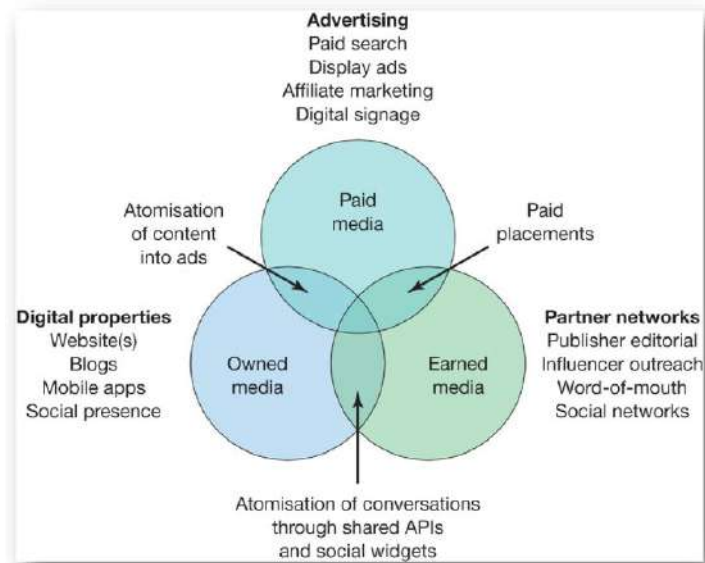 Advertising
Paid search
Display ads
Affiliate marketing
Digital signage
Paid
media
Atomisation
of content
into ads
Paid
placements
Digital properties
Website(s)
Blogs
Mobile apps
Social presence
Owned
media
Earned
media
Partner networks
Publisher editorial
Influencer outreach
Word-of-mouth
Social networks
Atomisation of conversations
through shared APIs
and social widgets